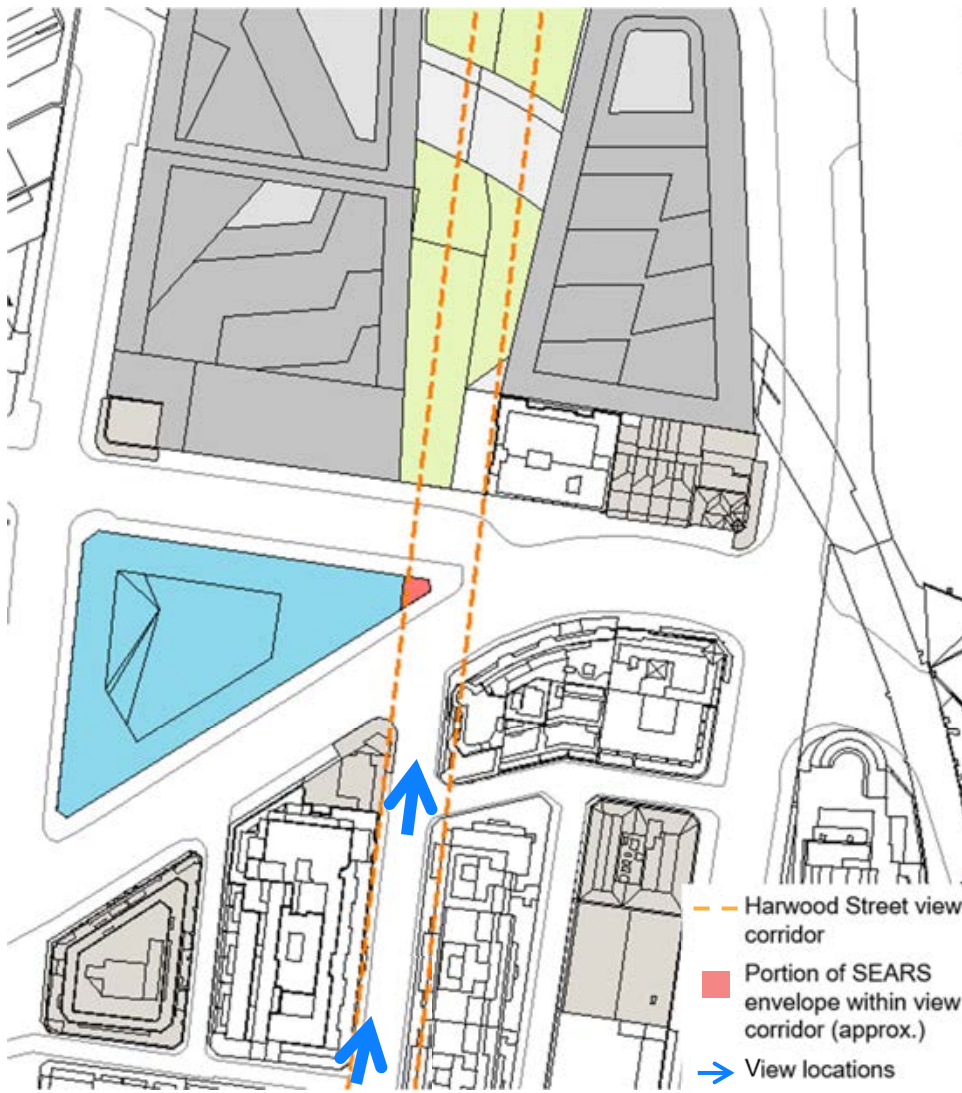 Harwood Street view
corridor
Portion of SEARS
envelope within view
corridor (approx.)
View locations